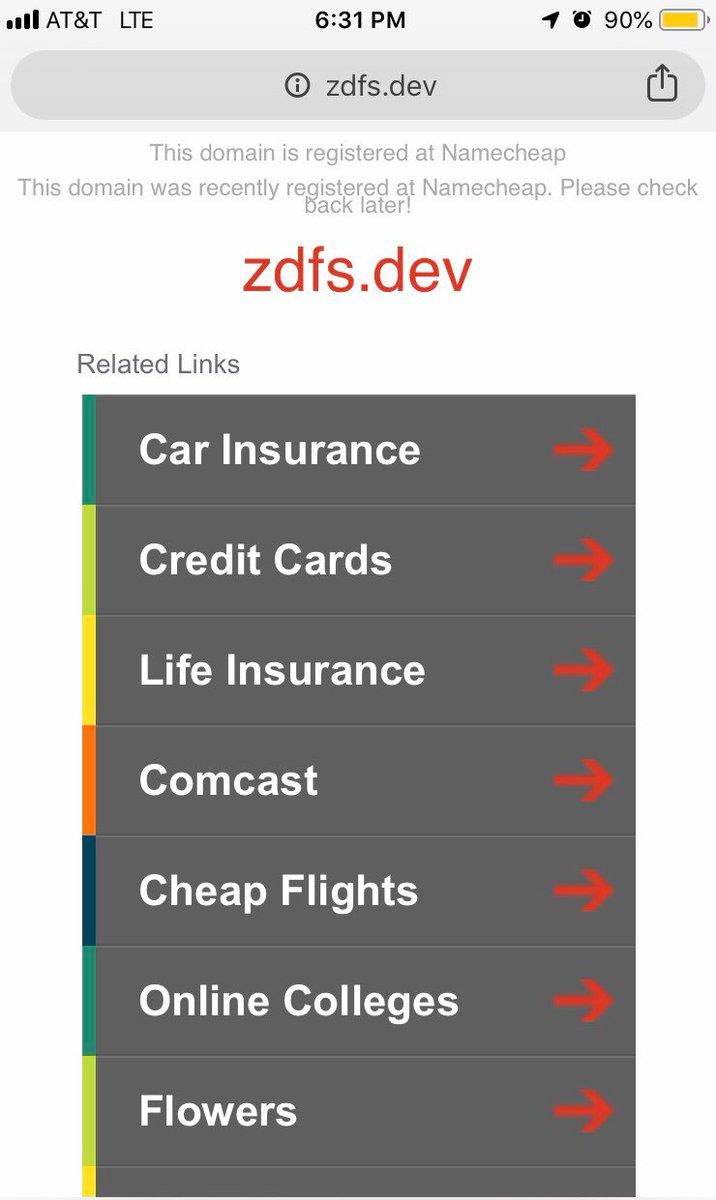 AT&T LTE 6:31 PM 90%
zdfs.dev
This domain is registered at Namecheap
This domain was recently registered at Namecheap. Please check
back later!
zdfs.dev
Related Links
Car Insurance
Credit Cards
Life Insurance
Comcast
Cheap Flights
Online Colleges
Flowers